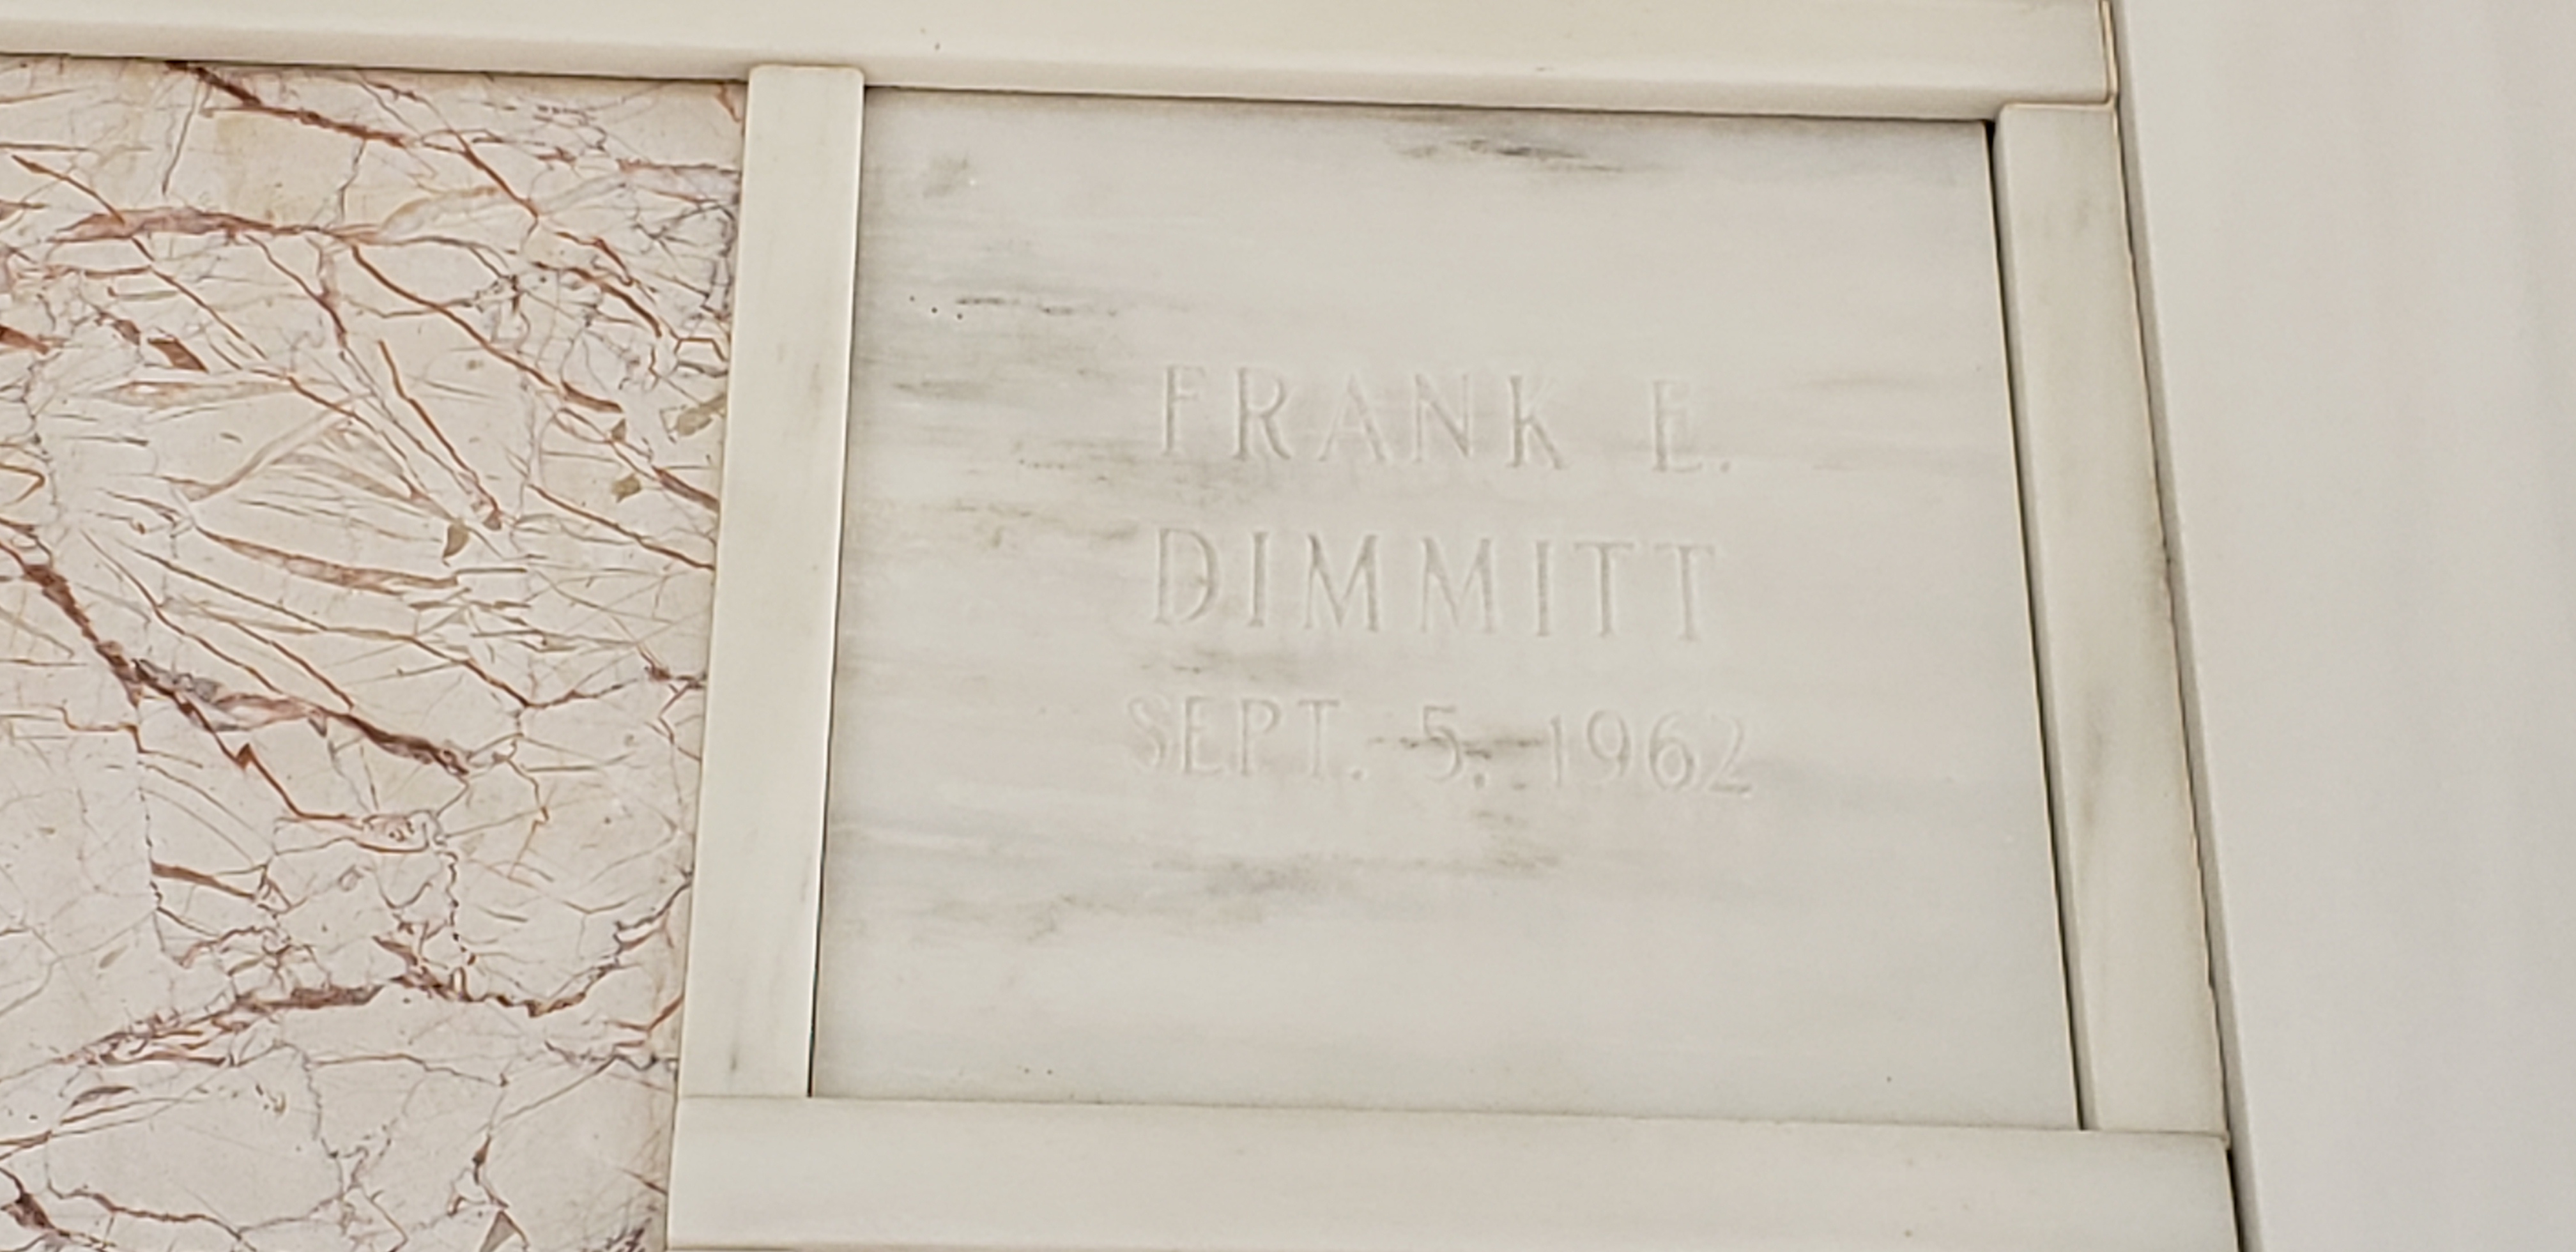 FRANK E.
DIMMITT
SEPT. 5, 1962